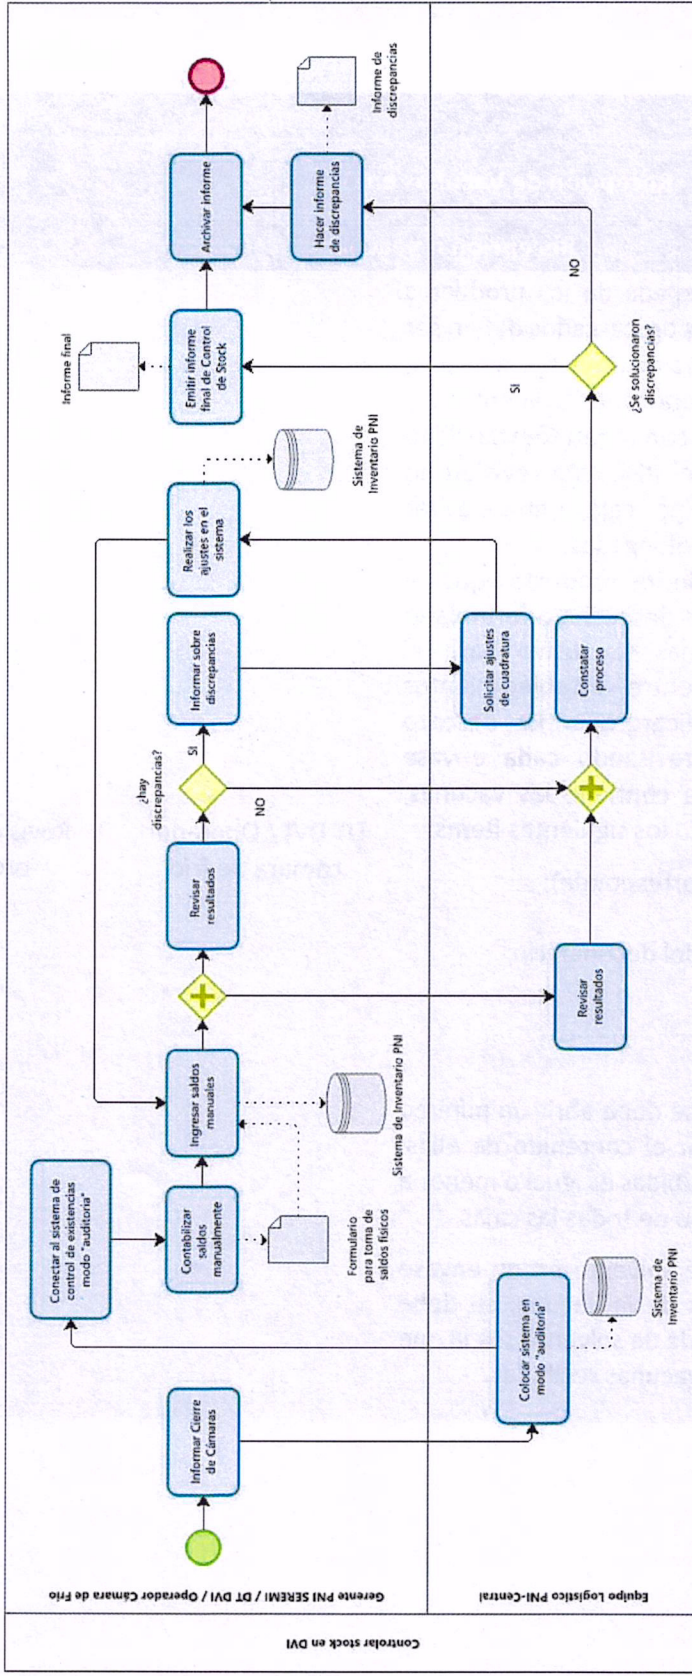 Controlar stock en DVI
Gerente PNI SEREMI / DT DVI / Operador Cámara de Frío
Equipo Logístico PNI-Central
Informar Cierre
de Cámaras
Colocar sistema en
modo "auditoría"
Sistema de
Inventario PNI
Conectar al sistema de
control de existencias
modo "auditoria"
Contabilizar
saldos
manualmente
Formulario
para toma de
saldos físicos
Ingresar saldos
manuales
Sistema de Inventario PNI
Revisar
resultados
Revisar
resultados
¿hay
discrepancias?
SI
NO
Informar sobre
discrepancias
Solicitar ajustes
de cuadratura
Constatar
proceso
Realizar los
ajustes en el
sistema
Sistema de
Inventario PNI
¿Se solucionaron
discrepancias?
SI
NO
Emitir informe
final de Control
de Stock
Informe final
Hacer informe
de discrepancias
Informe de
discrepancias
Archivar informe